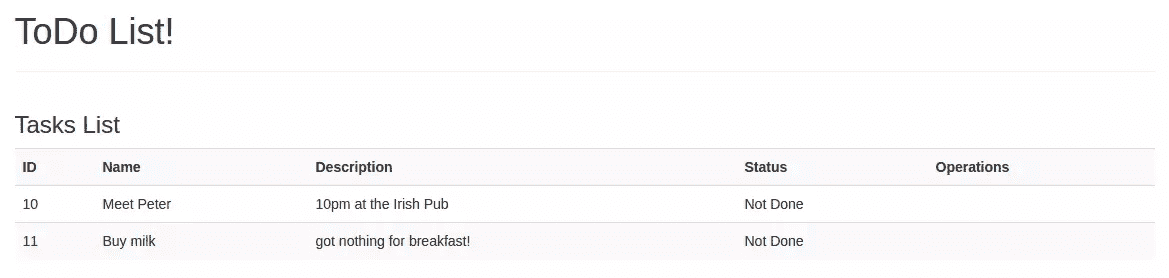 ToDo List!
Tasks List
ID Name Description Status Operations
10 Meet Peter 10pm at the Irish Pub Not Done
11 Buy milk got nothing for breakfast! Not Done